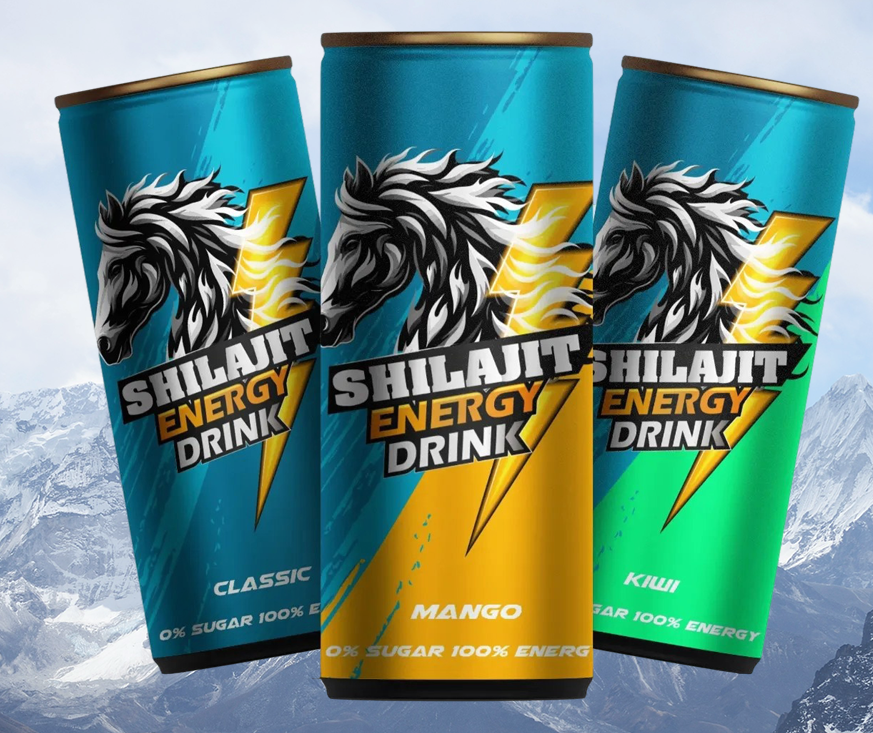 SHILAJIT
ENERGY
DRINK
CLASSIC
0% SUGAR 100% E
SHILAJIT
ENERGY
DRINK
MANGO
0% SUGAR 100% ENERG
SHILAJIT
ENERGY
DRINK
KIWI
GAR 100% ENERGY